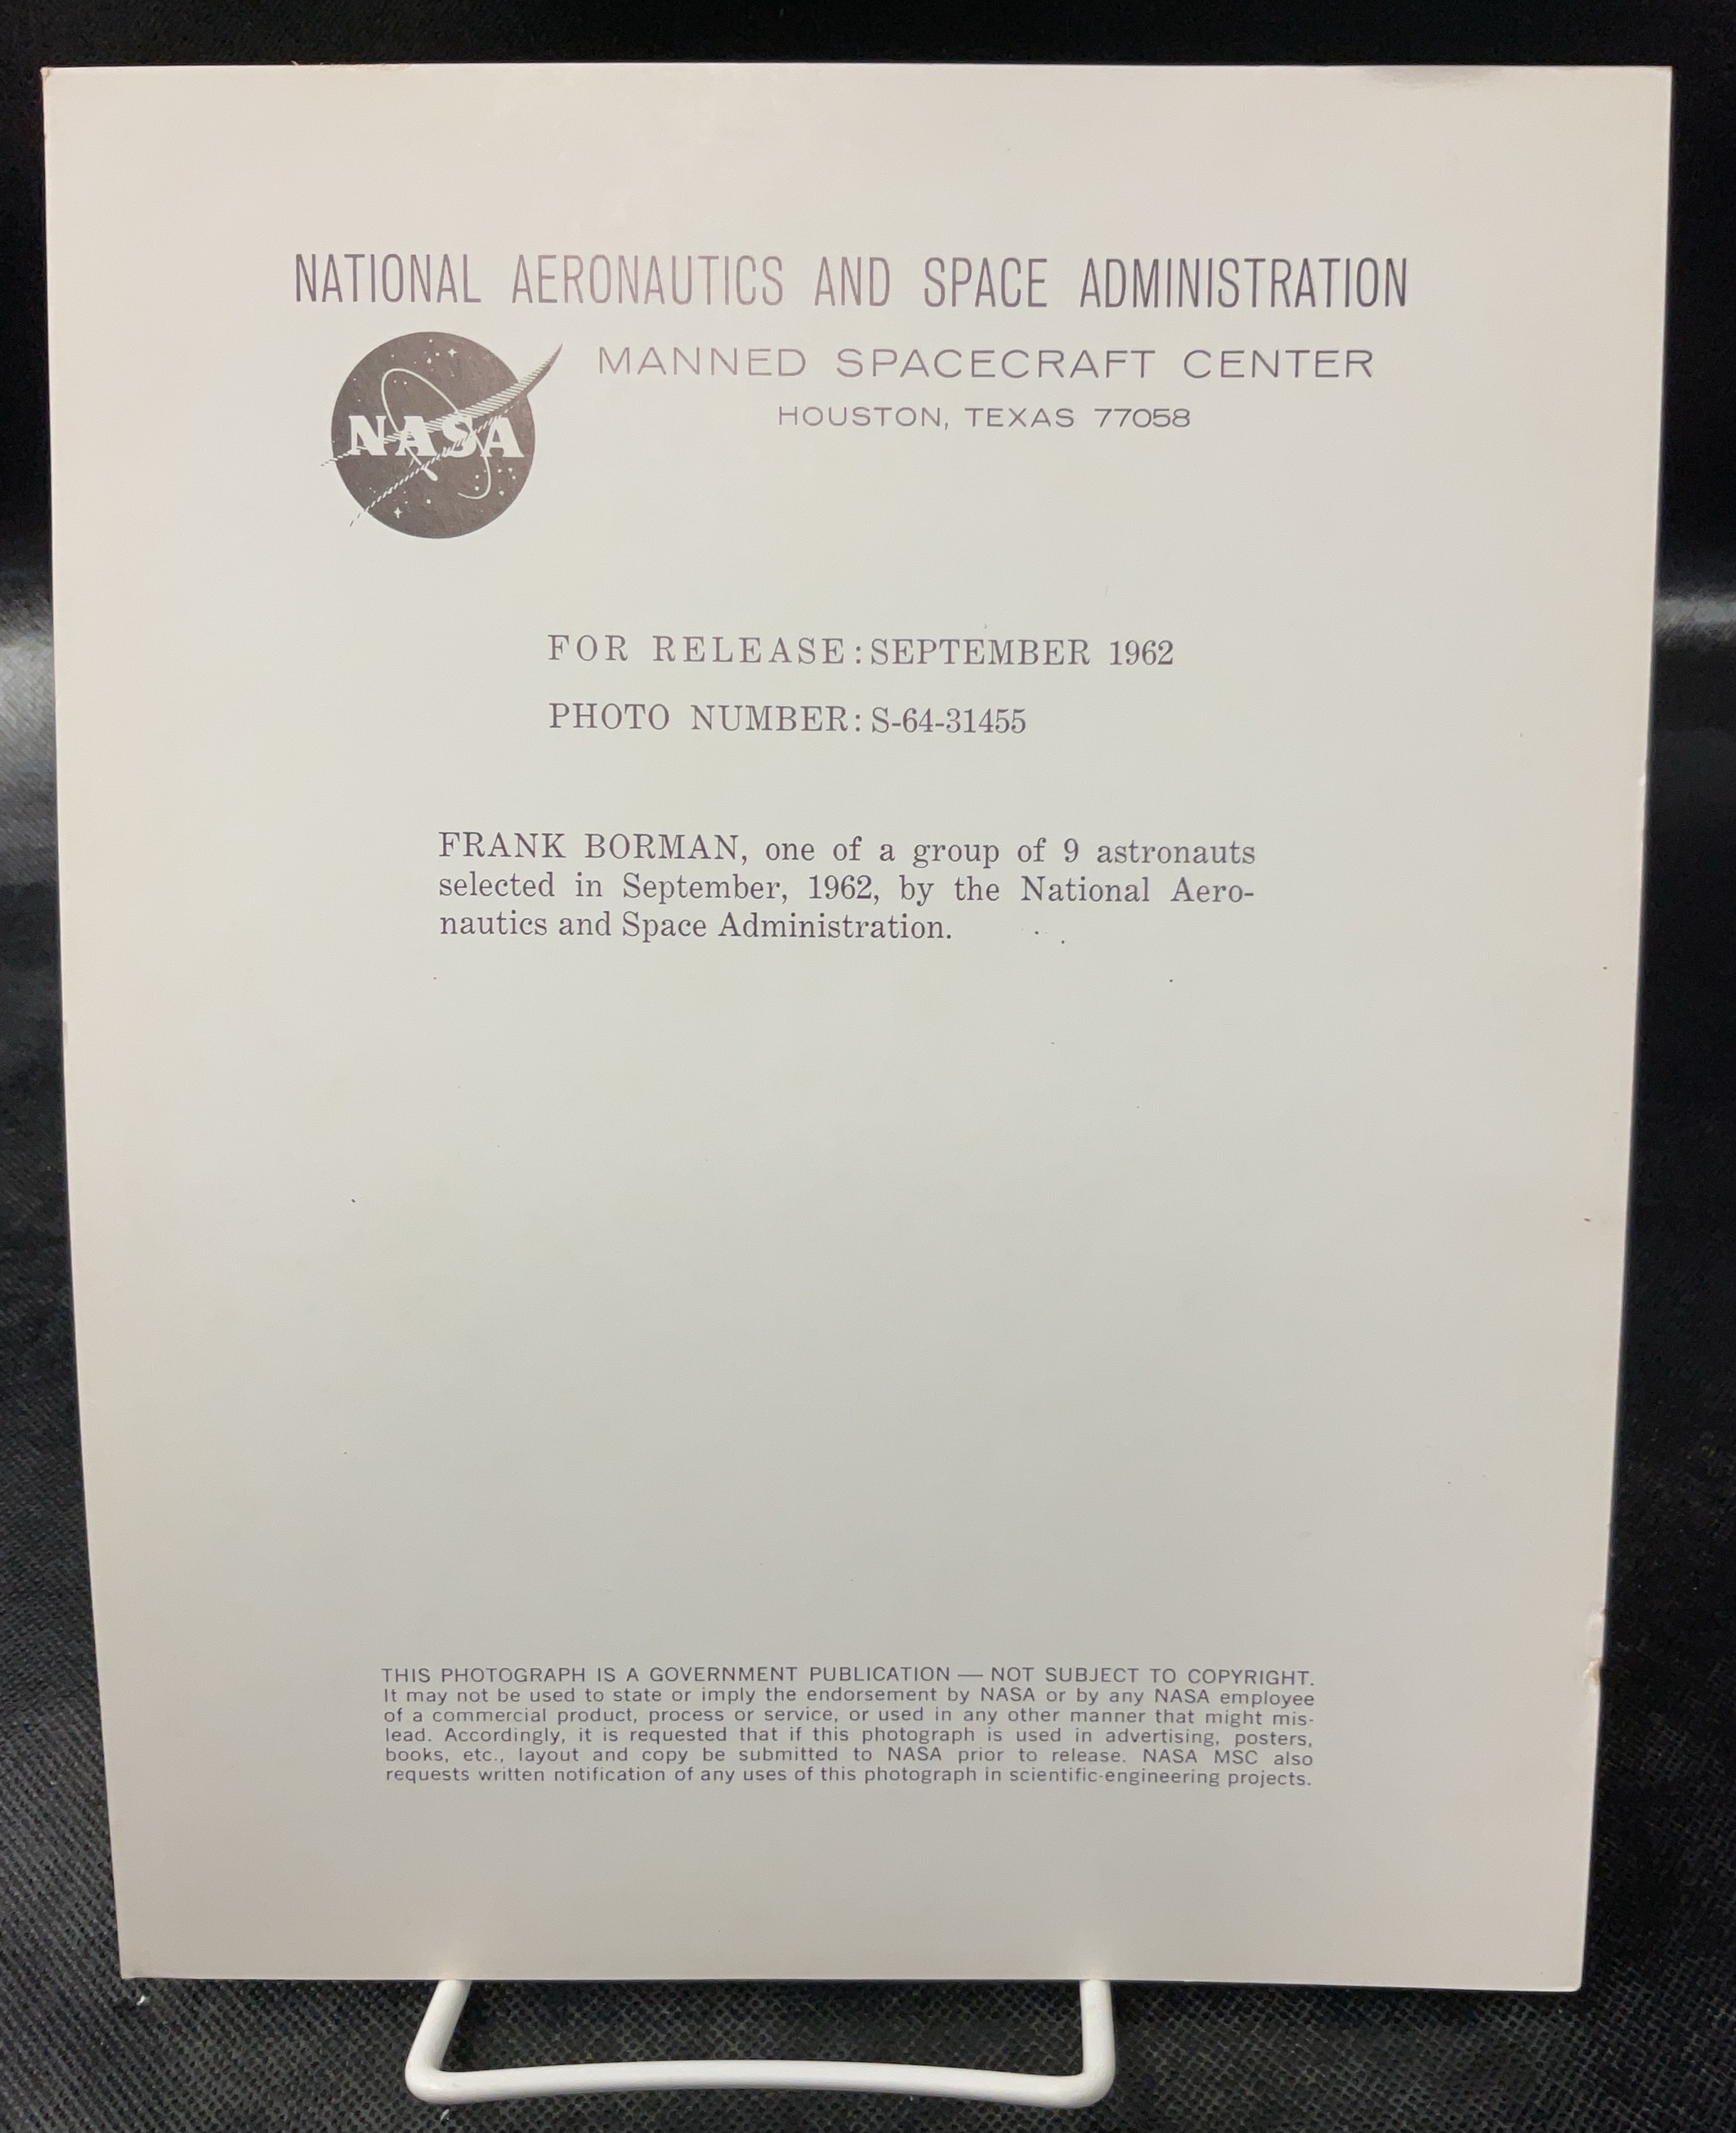 NATIONAL AERONAUTICS AND SPACE ADMINISTRATION
MANNED SPACECRAFT CENTER
HOUSTON, TEXAS 77058
NASA
FOR RELEASE: SEPTEMBER 1962
PHOTO NUMBER: S-64-31455
FRANK BORMAN, one of a group of 9 astronauts
selected in September, 1962, by the National Aero-
nautics and Space Administration.
THIS PHOTOGRAPH IS A GOVERNMENT PUBLICATION — NOT SUBJECT TO COPYRIGHT.
It may not be used to state or imply the endorsement by NASA or by any NASA employee
of a commercial product, process or service, or used in any other manner that might mis-
lead. Accordingly, it is requested that if this photograph is used in advertising, posters,
books, etc., layout and copy be submitted to NASA prior to release. NASA MSC also
requests written notification of any uses of this photograph in scientific-engineering projects.